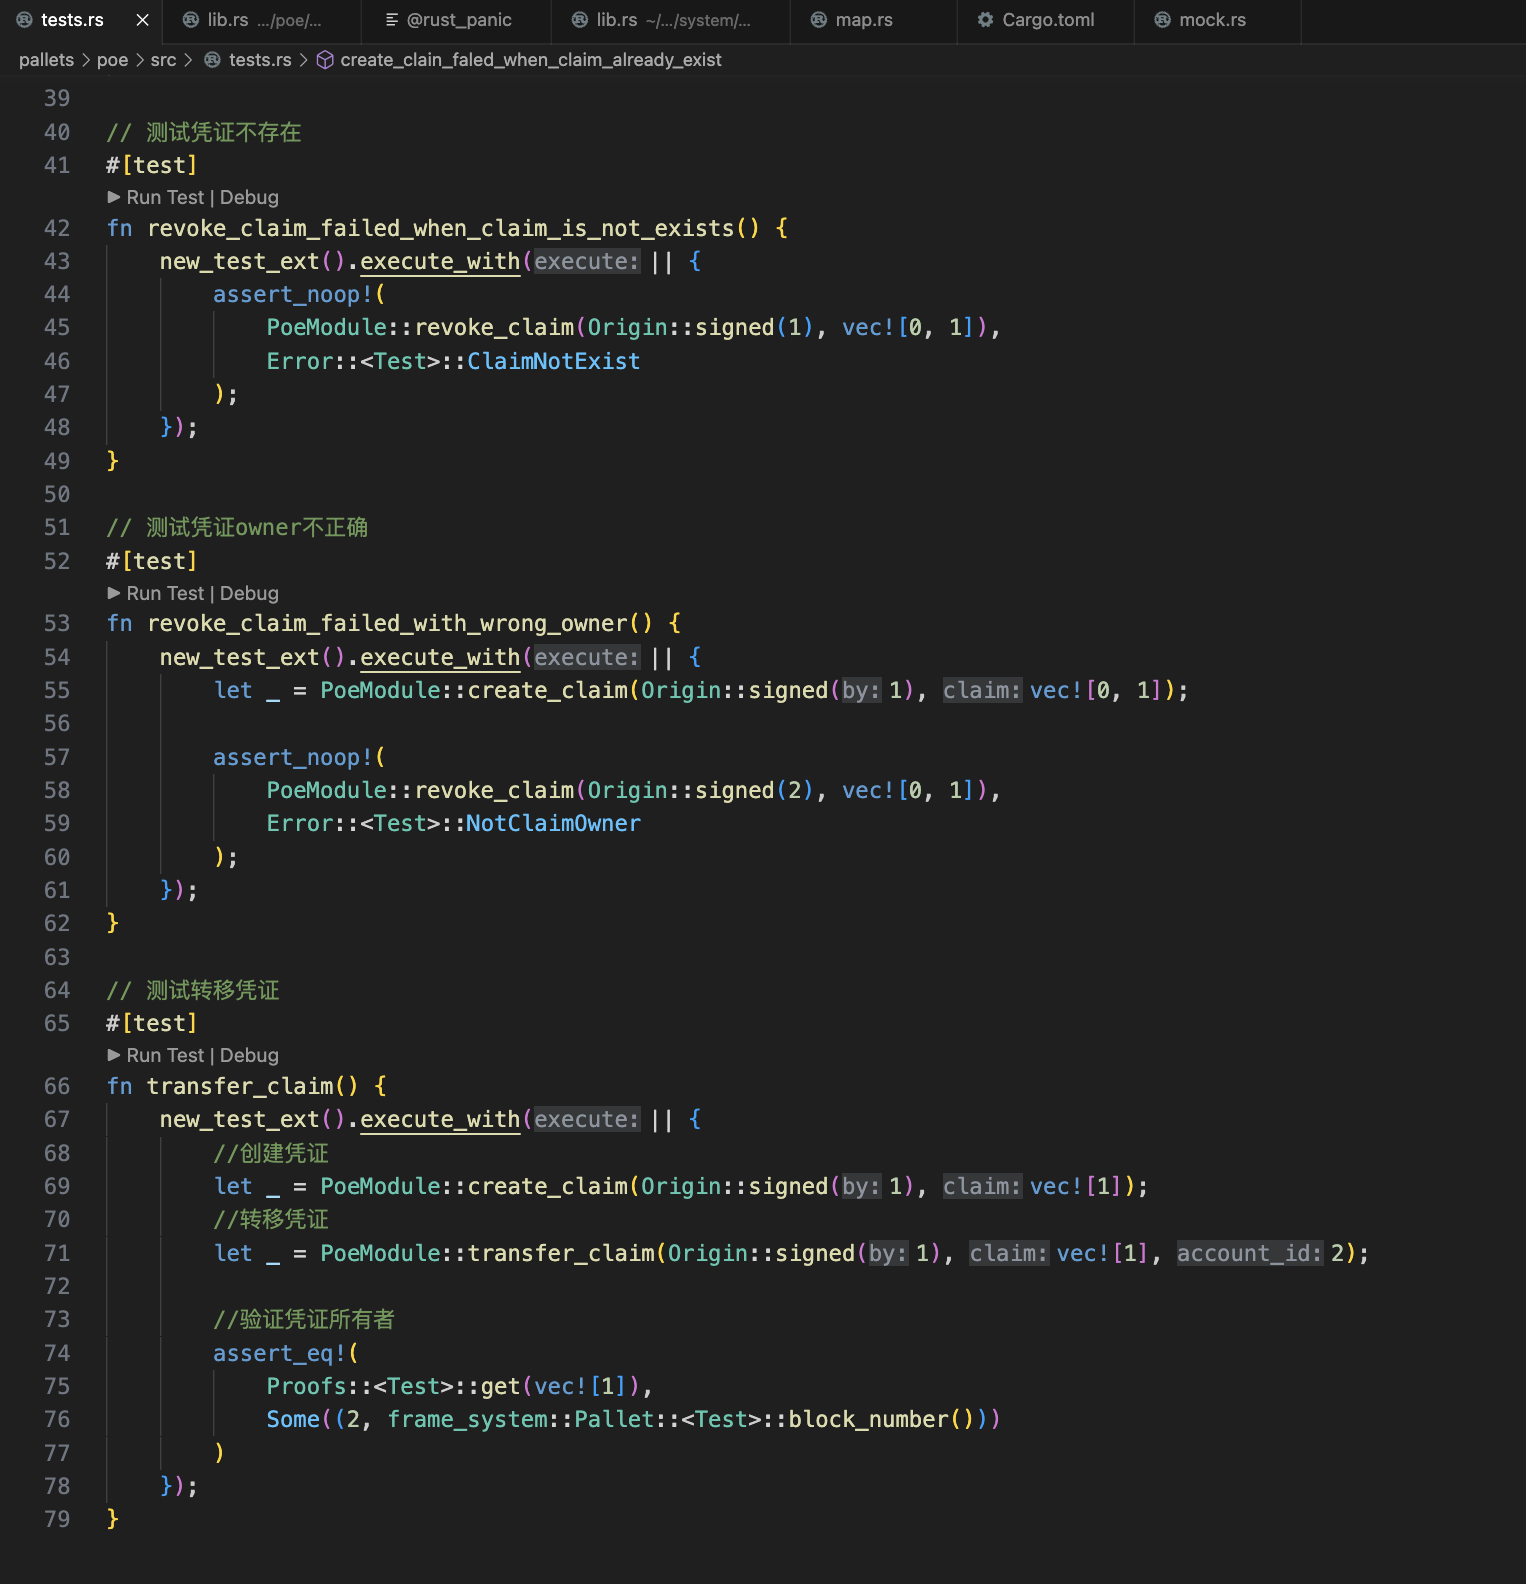 tests.rs lib.rs .../poe/... @rust_panic lib.rs ~/.../system/... map.rs Cargo.toml mock.rs
pallets > poe > src > tests.rs > create_clain_faled_when_claim_already_exist
39
40 // 测试凭证不存在
41 #[test]
▶ Run Test | Debug
42 fn revoke_claim_failed_when_claim_is_not_exists() {
43 new_test_ext().execute_with(execute: || {
44 assert_noop!(
45 PoeModule::revoke_claim(Origin::signed(1), vec![0, 1]),
46 Error::<Test>::ClaimNotExist
47 );
48 });
49 }
50
51 // 测试凭证owner不正确
52 #[test]
▶ Run Test | Debug
53 fn revoke_claim_failed_with_wrong_owner() {
54 new_test_ext().execute_with(execute: || {
55 let _ = PoeModule::create_claim(Origin::signed(by: 1), claim: vec![0, 1]);
56
57 assert_noop!(
58 PoeModule::revoke_claim(Origin::signed(2), vec![0, 1]),
59 Error::<Test>::NotClaimOwner
60 );
61 });
62 }
63
64 // 测试转移凭证
65 #[test]
▶ Run Test | Debug
66 fn transfer_claim() {
67 new_test_ext().execute_with(execute: || {
68 //创建凭证
69 let _ = PoeModule::create_claim(Origin::signed(by: 1), claim: vec![1]);
70 //转移凭证
71 let _ = PoeModule::transfer_claim(Origin::signed(by: 1), claim: vec![1], account_id: 2);
72
73 //验证凭证所有者
74 assert_eq!(
75 Proofs::<Test>::get(vec![1]),
76 Some((2, frame_system::Pallet::<Test>::block_number()))
77 )
78 });
79 }